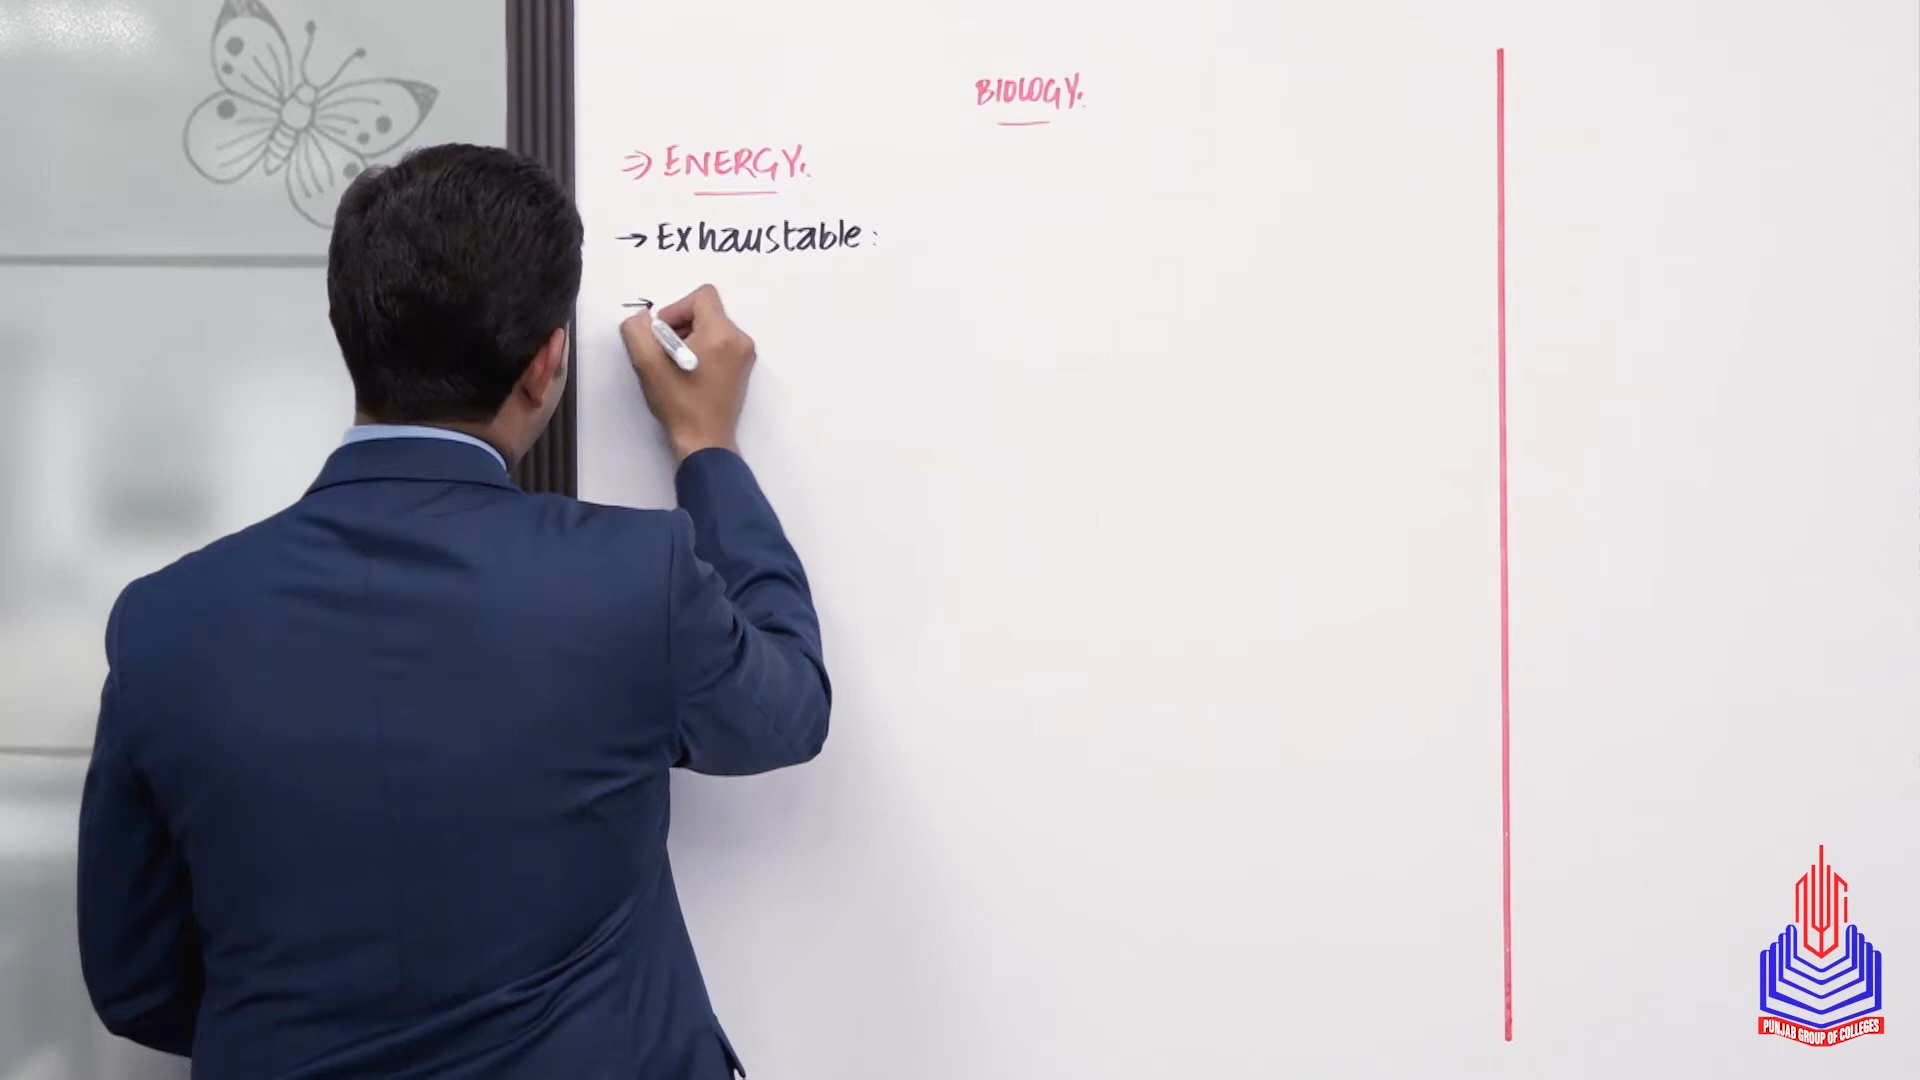 BIOLOGY.
⇒ ENERGY.
→ Exhaustable:
→
PUNJAB GROUP OF COLLEGES